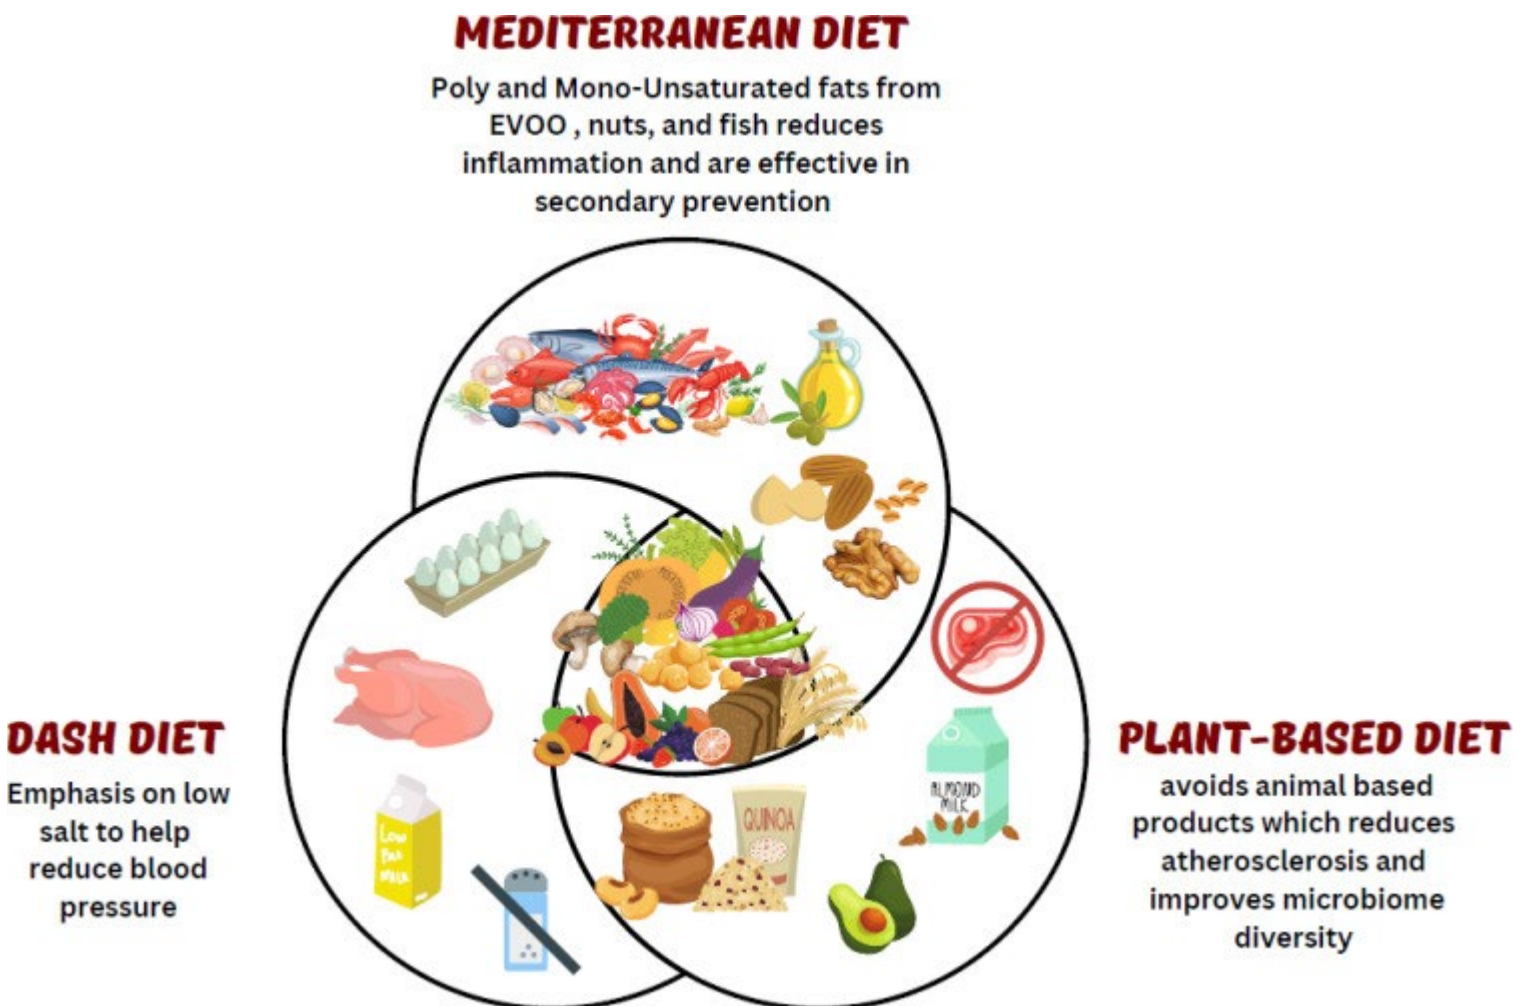 MEDITERRANEAN DIET
Poly and Mono-Unsaturated fats from
EVOO , nuts, and fish reduces
inflammation and are effective in
secondary prevention
DASH DIET
Emphasis on low
salt to help
reduce blood
pressure
PLANT-BASED DIET
avoids animal based
products which reduces
atherosclerosis and
improves microbiome
diversity
Low
Fat
MILK
QUINOA
ALMOND
MILK